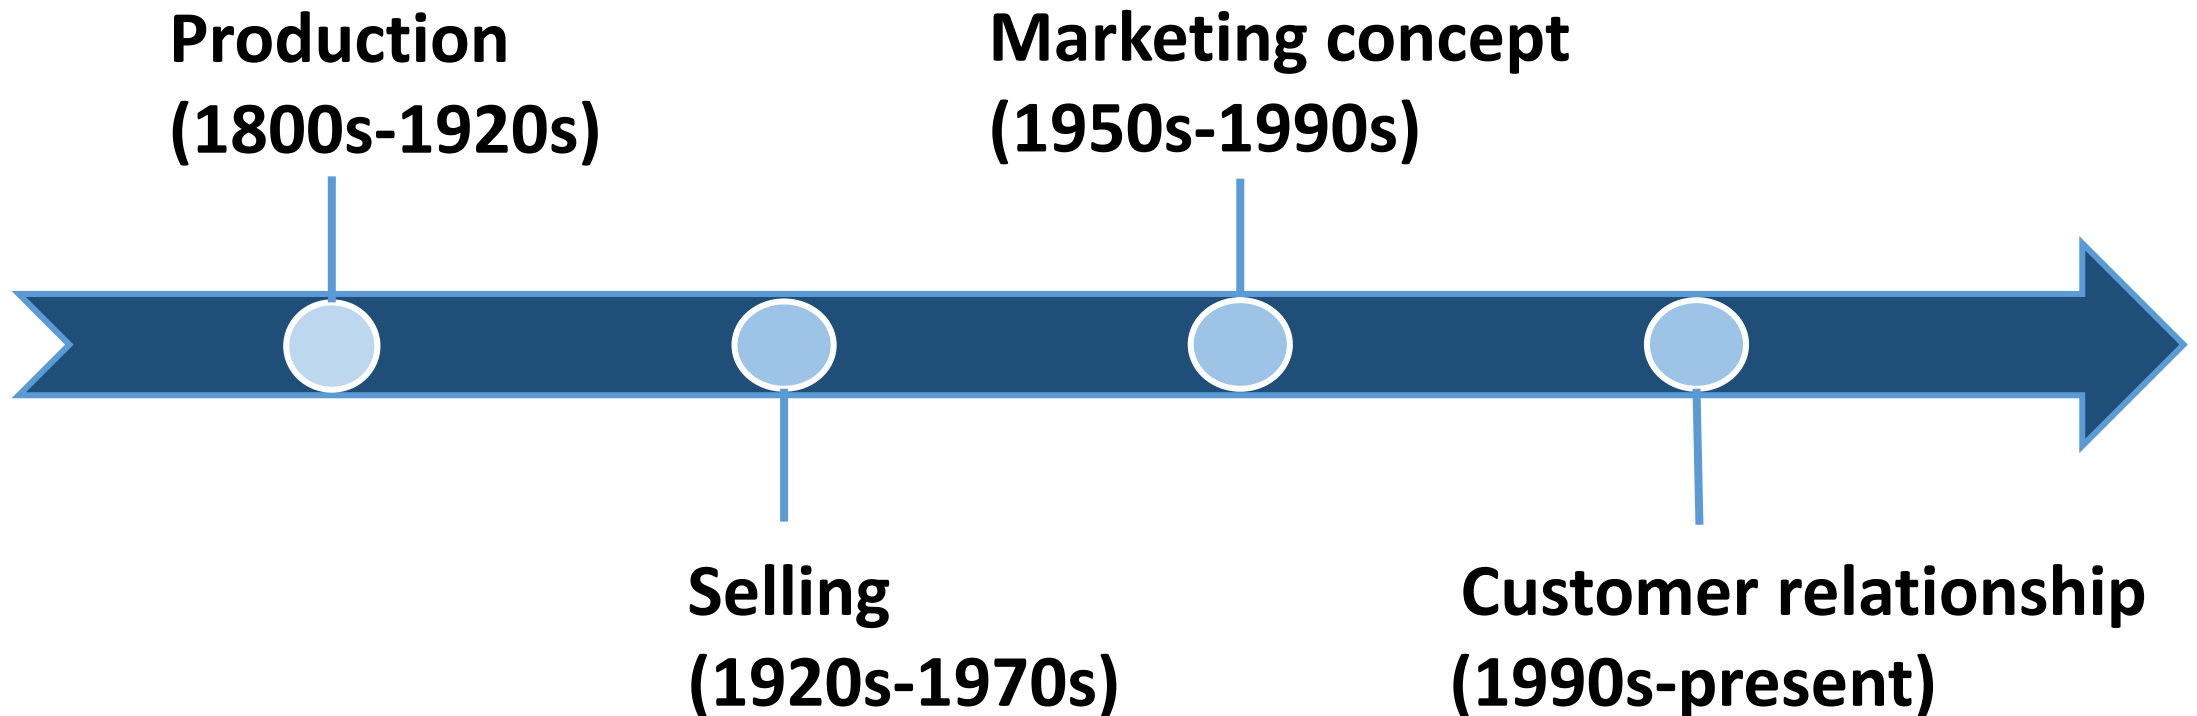 Production
(1800s-1920s)
Selling
(1920s-1970s)
Marketing concept
(1950s-1990s)
Customer relationship
(1990s-present)